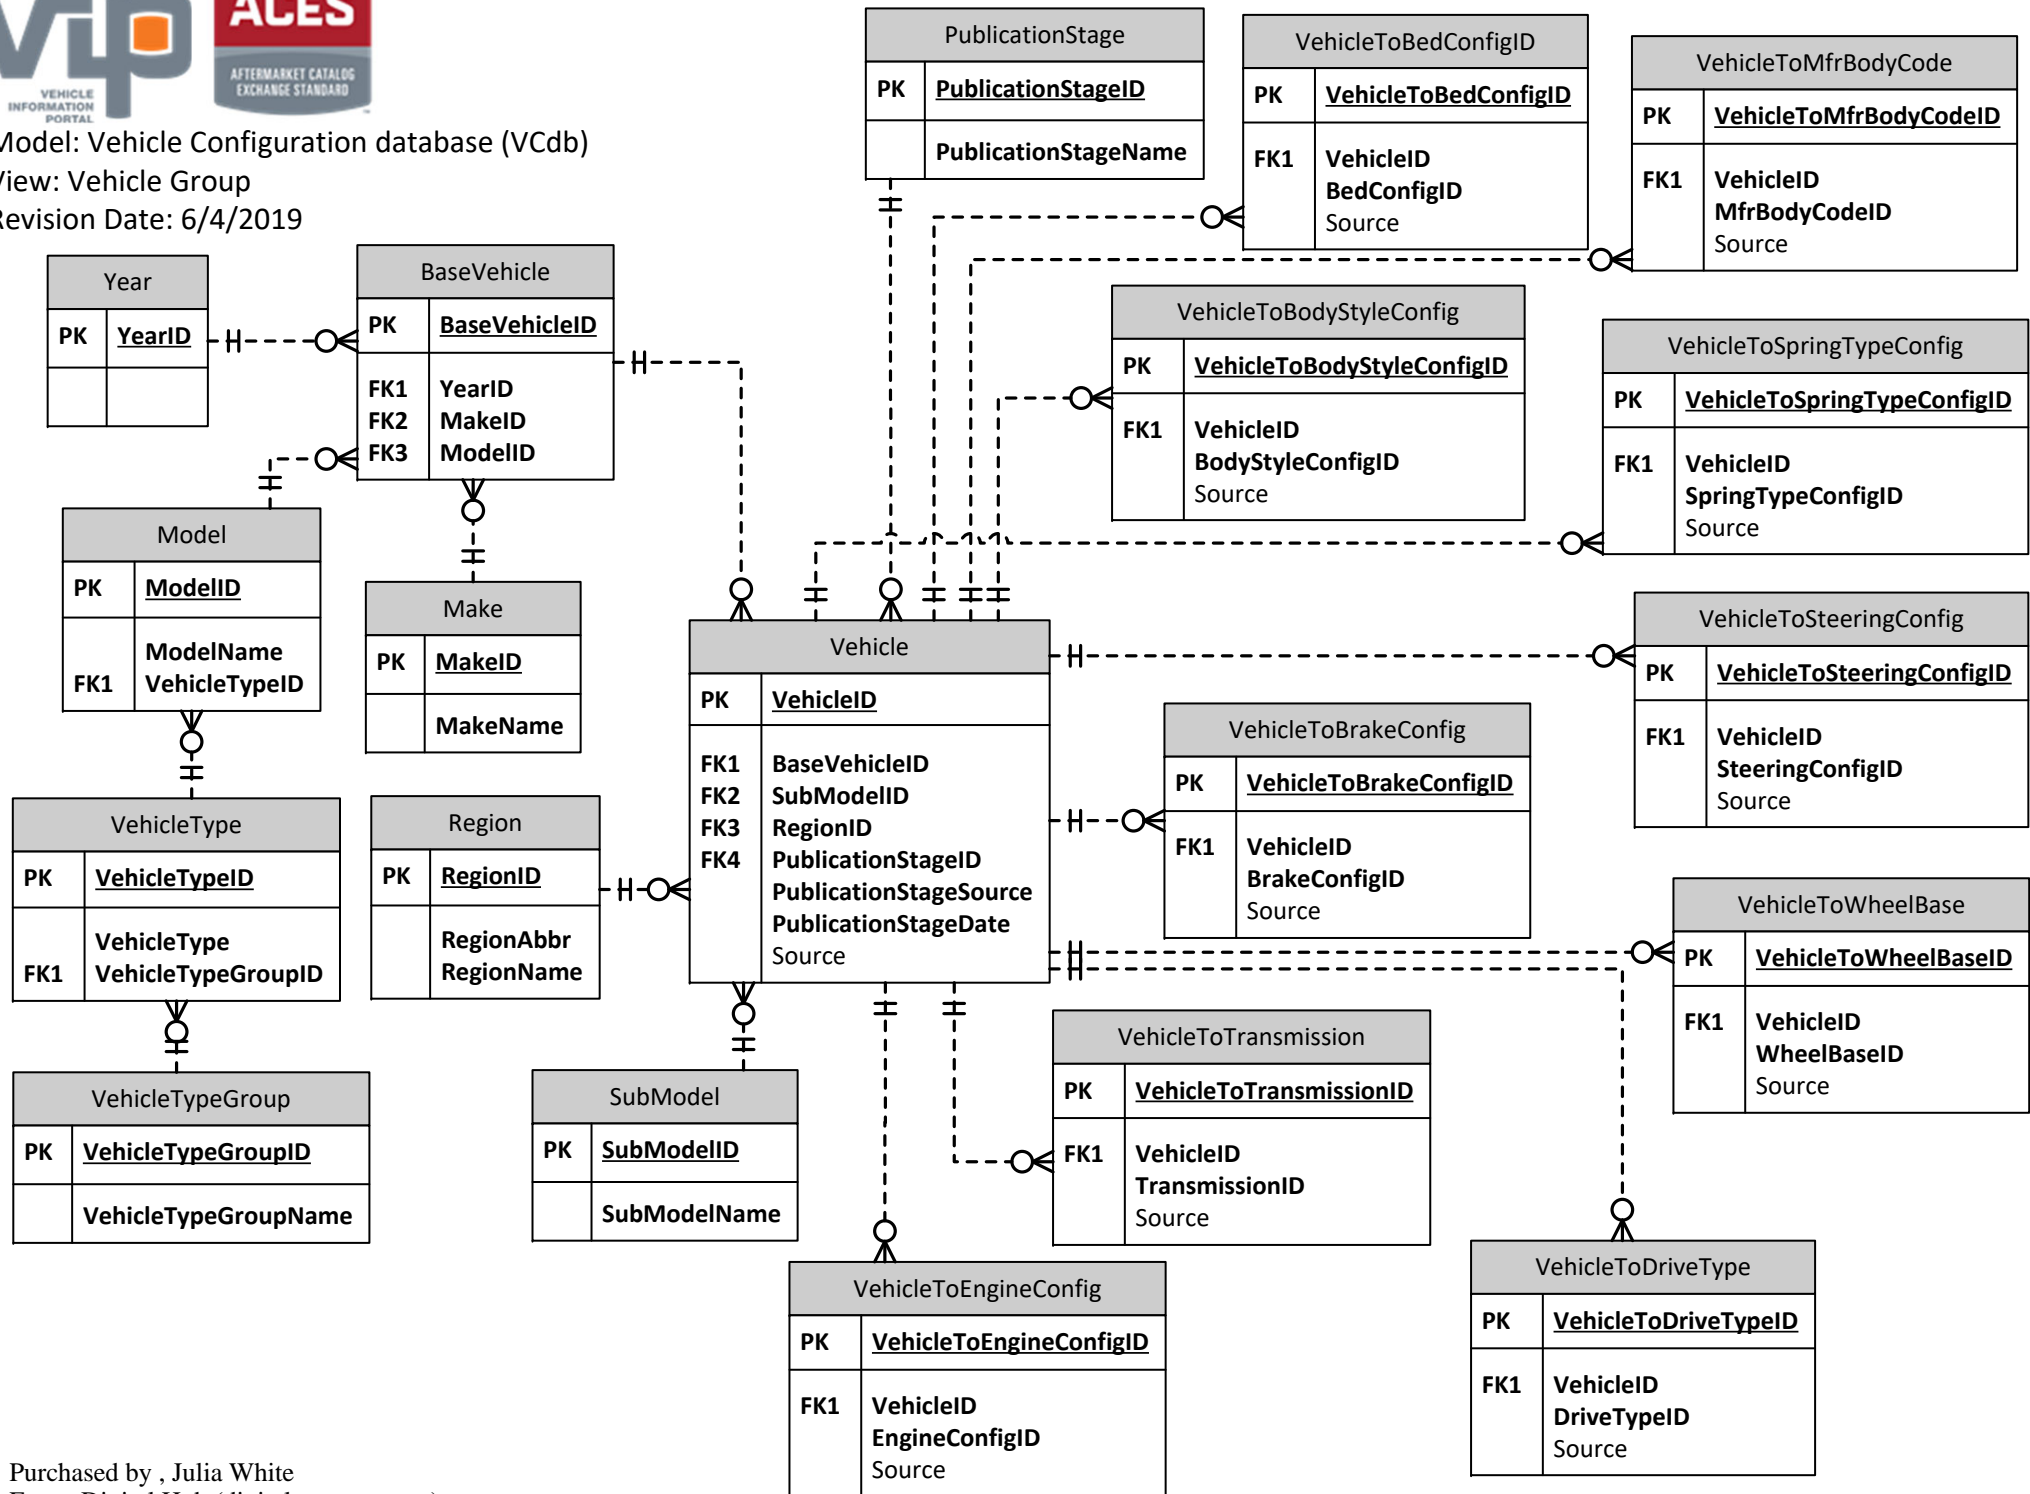 VIP
VEHICLE
INFORMATION
PORTAL
ACES
AFTERMARKET CATALOG
EXCHANGE STANDARD
Model: Vehicle Configuration database (VCdb)
View: Vehicle Group
Revision Date: 6/4/2019
PublicationStage
PK PublicationStageID
PublicationStageName
VehicleToBedConfigID
PK VehicleToBedConfigID
FK1 VehicleID
BedConfigID
Source
VehicleToMfrBodyCode
PK VehicleToMfrBodyCodeID
FK1 VehicleID
MfrBodyCodeID
Source
Year
PK YearID
BaseVehicle
PK BaseVehicleID
FK1 YearID
FK2 MakeID
FK3 ModelID
VehicleToBodyStyleConfig
PK VehicleToBodyStyleConfigID
FK1 VehicleID
BodyStyleConfigID
Source
VehicleToSpringTypeConfig
PK VehicleToSpringTypeConfigID
FK1 VehicleID
SpringTypeConfigID
Source
Model
PK ModelID
ModelName
FK1 VehicleTypeID
Make
PK MakeID
MakeName
Vehicle
PK VehicleID
FK1 BaseVehicleID
FK2 SubModelID
FK3 RegionID
FK4 PublicationStageID
PublicationStageSource
PublicationStageDate
Source
VehicleToSteeringConfig
PK VehicleToSteeringConfigID
FK1 VehicleID
SteeringConfigID
Source
VehicleToBrakeConfig
PK VehicleToBrakeConfigID
FK1 VehicleID
BrakeConfigID
Source
VehicleType
PK VehicleTypeID
VehicleType
FK1 VehicleTypeGroupID
Region
PK RegionID
RegionAbbr
RegionName
VehicleToWheelBase
PK VehicleToWheelBaseID
FK1 VehicleID
WheelBaseID
Source
VehicleTypeGroup
PK VehicleTypeGroupID
VehicleTypeGroupName
SubModel
PK SubModelID
SubModelName
VehicleToTransmission
PK VehicleToTransmissionID
FK1 VehicleID
TransmissionID
Source
VehicleToEngineConfig
PK VehicleToEngineConfigID
FK1 VehicleID
EngineConfigID
Source
VehicleToDriveType
PK VehicleToDriveTypeID
FK1 VehicleID
DriveTypeID
Source
Purchased by , Julia White